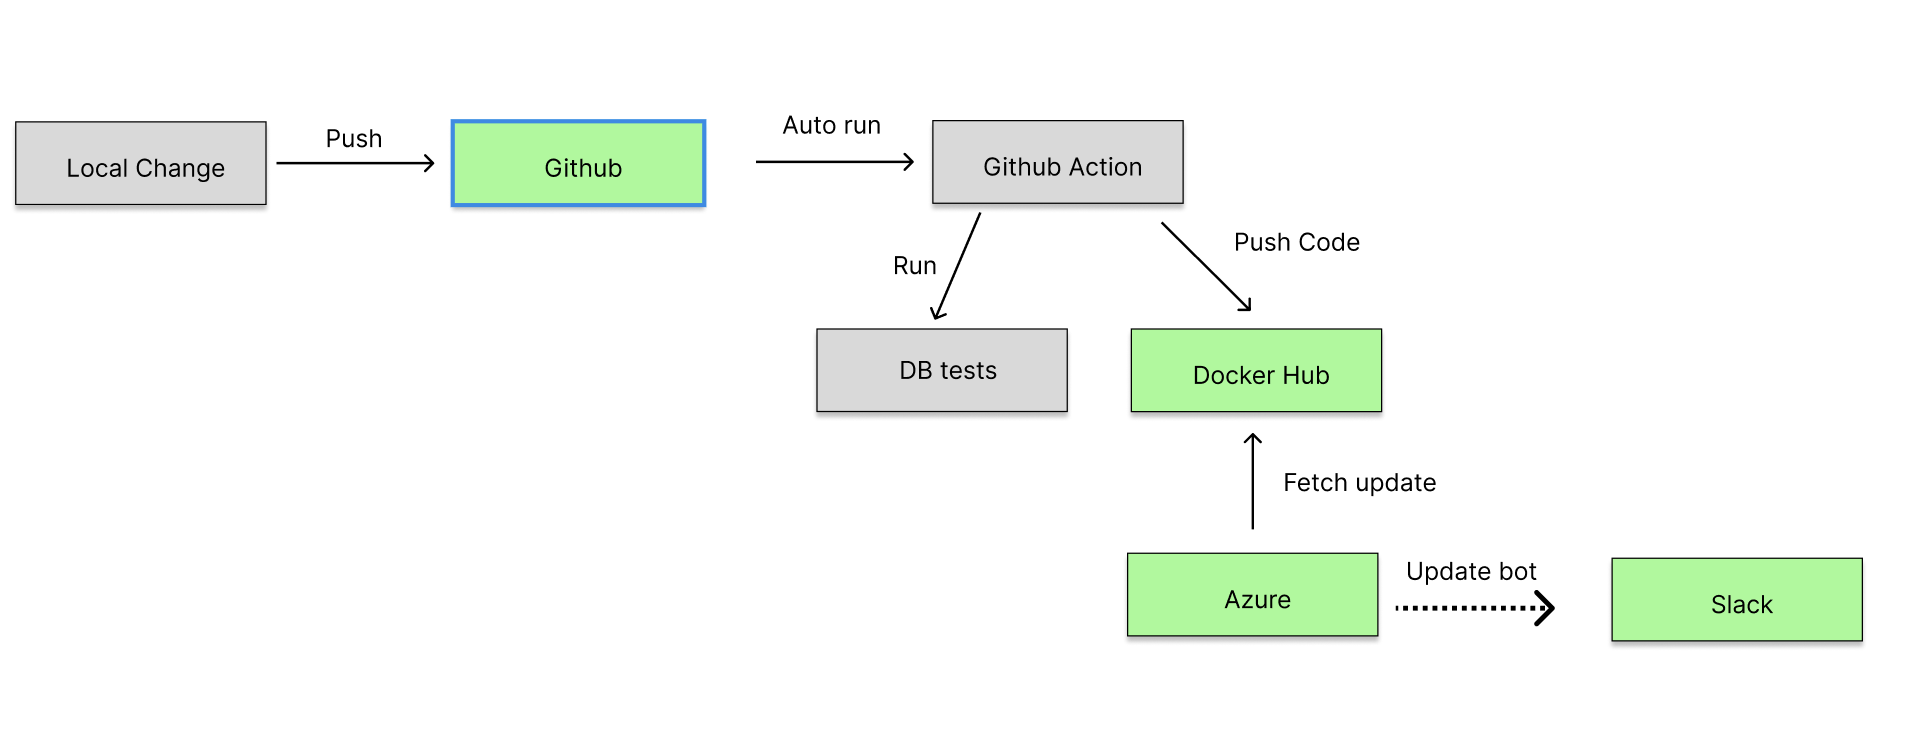 Local Change
Push
Github
Auto run
Github Action
Run
Push Code
DB tests
Docker Hub
Fetch update
Azure
Update bot
Slack